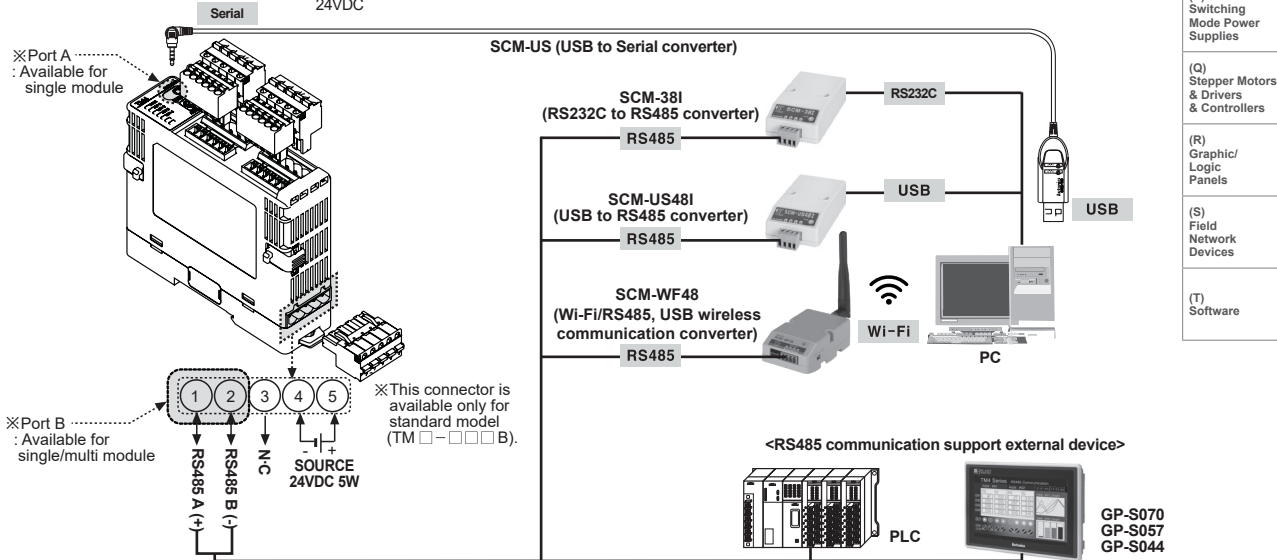 24VDC
Serial
※Port A
: Available for
single module
SCM-US (USB to Serial converter)
SCM-38I
(RS232C to RS485 converter)
RS485
RS232C
SCM-US48I
(USB to RS485 converter)
RS485
USB
USB
SCM-WF48
(Wi-Fi/RS485, USB wireless
communication converter)
RS485
Wi-Fi
PC
1 2 3 4 5
※This connector is
available only for
standard model
(TM □-□□□B).
※Port B
: Available for
single/multi module
RS485 A (+)
RS485 B (-)
N·C
- +
SOURCE
24VDC 5W
<RS485 communication support external device>
PLC
TM4 Series
GP-S070
GP-S057
GP-S044
Switching
Mode Power
Supplies
(Q)
Stepper Motors
& Drivers
& Controllers
(R)
Graphic/
Logic
Panels
(S)
Field
Network
Devices
(T)
Software